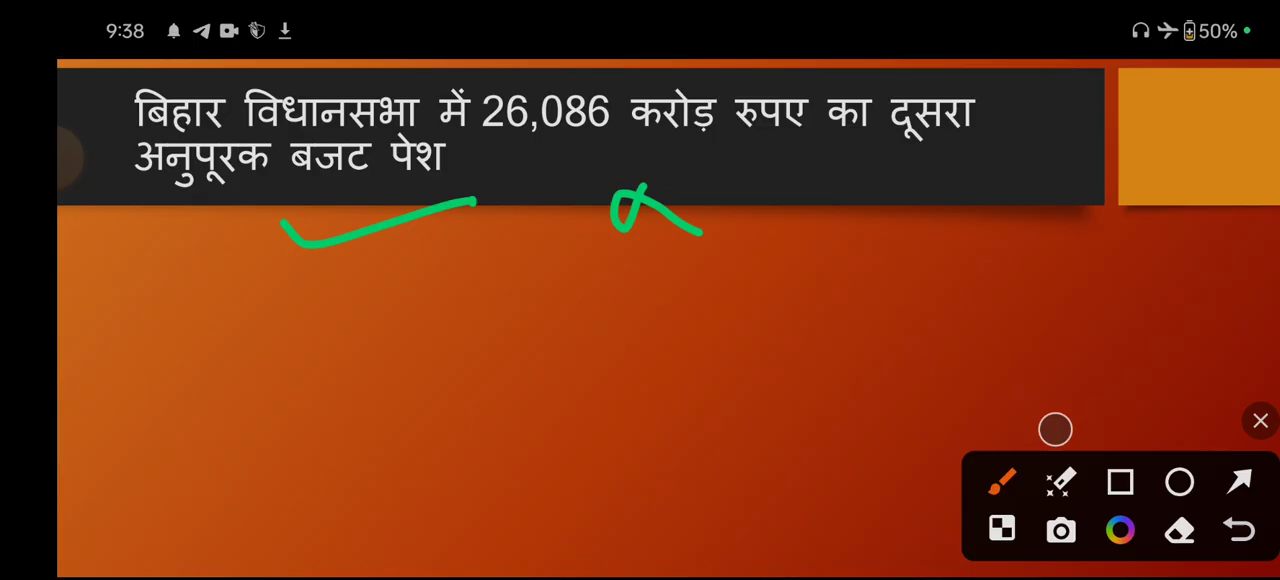 9:38
50%
बिहार विधानसभा में 26,086 करोड़ रुपए का दूसरा
अनुपूरक बजट पेश